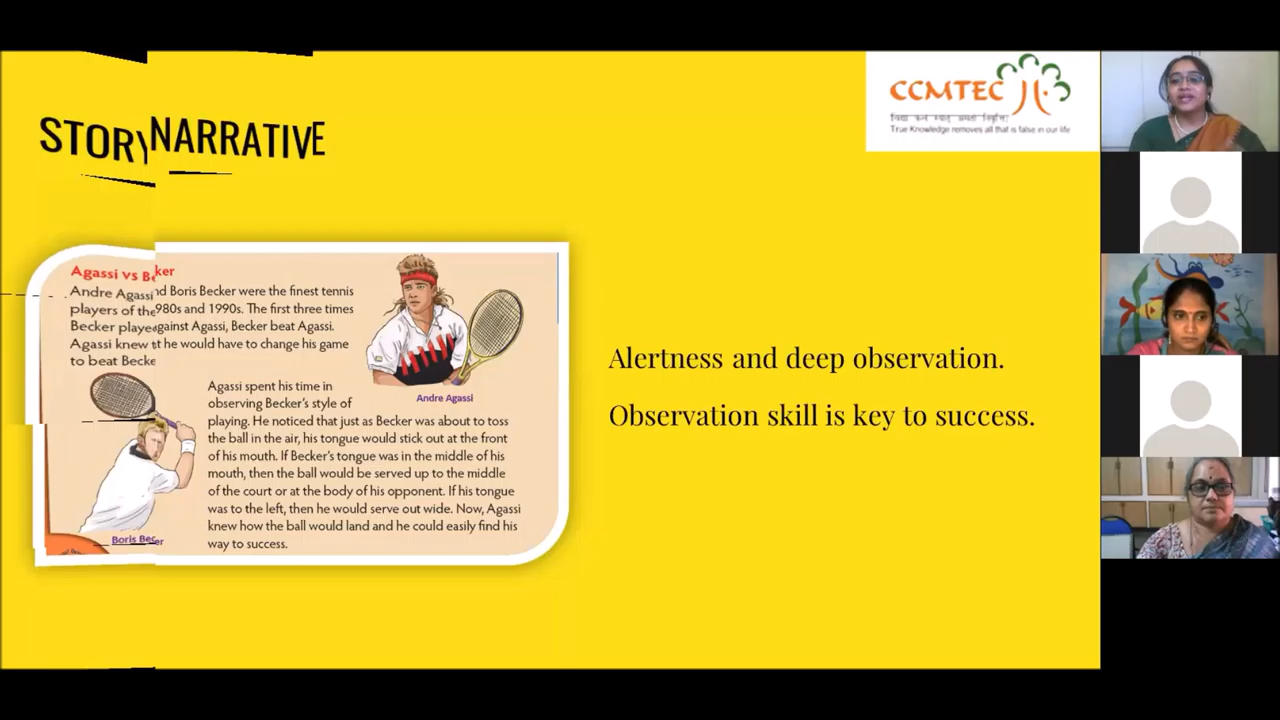 CCMTEC
True Knowledge removes all that is false in our life
STORY NARRATIVE
Agassi vs Becker
Andre Agassi and Boris Becker were the finest tennis
players of the 1980s and 1990s. The first three times
Becker played against Agassi, Becker beat Agassi.
Agassi knew he would have to change his game
to beat Becke
Andre Agassi
Agassi spent his time in
observing Becker's style of
playing. He noticed that just as Becker was about to toss
the ball in the air, his tongue would stick out at the front
of his mouth. If Becker's tongue was in the middle of his
mouth, then the ball would be served up to the middle
of the court or at the body of his opponent. If his tongue
was to the left, then he would serve out wide. Now, Agassi
knew how the ball would land and he could easily find his
way to success.
Boris Becker
Alertness and deep observation.
Observation skill is key to success.